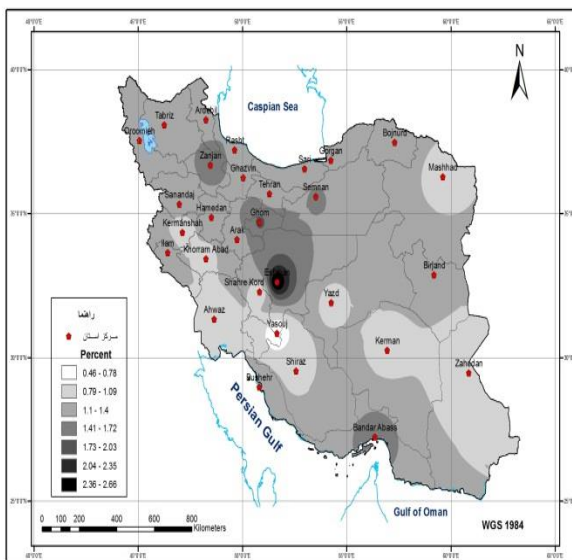 N
Caspian Sea
Ardebil
Tabriz
Oroomieh
Rasht
Zanjan
Ghazvin
Sari
Gorgan
Bojnurd
Mashhad
Tehran
Semnan
Sanandaj
Hamedan
Ghom
Kermanshah
Arak
Ilam
Khorram Abad
Birjand
Shahre Kord
Yazd
Ahwaz
Yasouj
Kerman
Shiraz
Zahedan
Bushehr
Bandar Abass
Persian Gulf
Gulf of Oman
راهنما
مرکز استان
Percent
0.46 - 0.78
0.79 - 1.09
1.1 - 1.4
1.41 - 1.72
1.73 - 2.03
2.04 - 2.35
2.36 - 2.66
0 50 100 200 400 600 800
Kilometers
WGS 1984